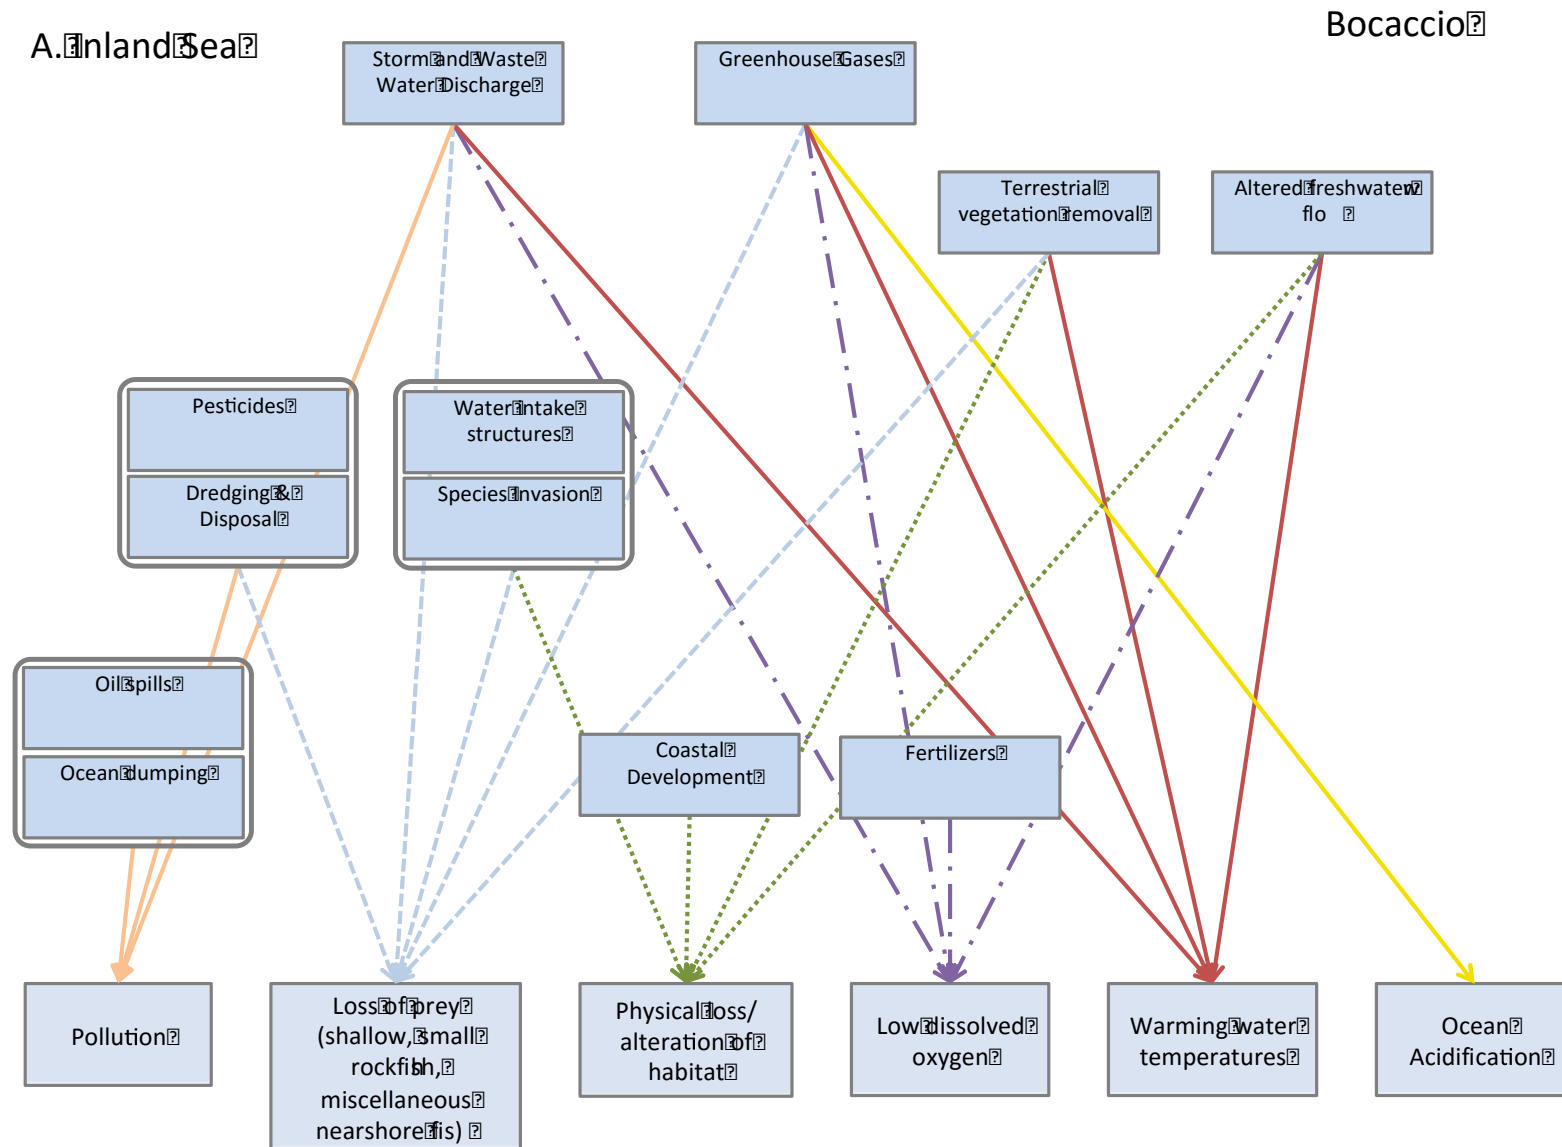 A. Inland Sea
Bocaccio
Storm and Waste
Water Discharge
Greenhouse Gases
Terrestrial
vegetation removal
Altered freshwater
flow
Pesticides
Dredging &
Disposal
Water intake
structures
Species Invasion
Oil spills
Ocean dumping
Coastal
Development
Fertilizers
Pollution
Loss of prey
(shallow, small
rockfish,
miscellaneous
nearshore fis)
Physical loss/
alteration of
habitat
Low dissolved
oxygen
Warming water
temperatures
Ocean
Acidification